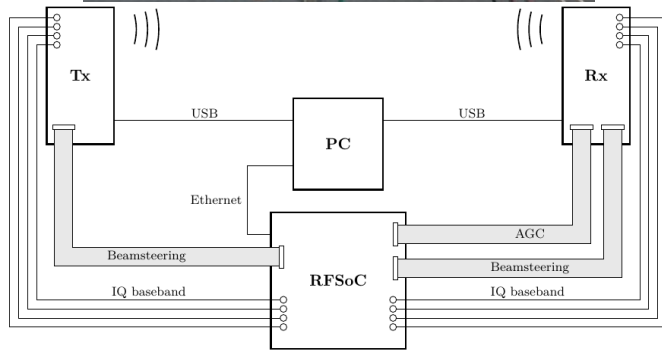 Tx
Rx
USB
USB
PC
Ethernet
AGC
Beamsteering
Beamsteering
RFSoC
IQ baseband
IQ baseband